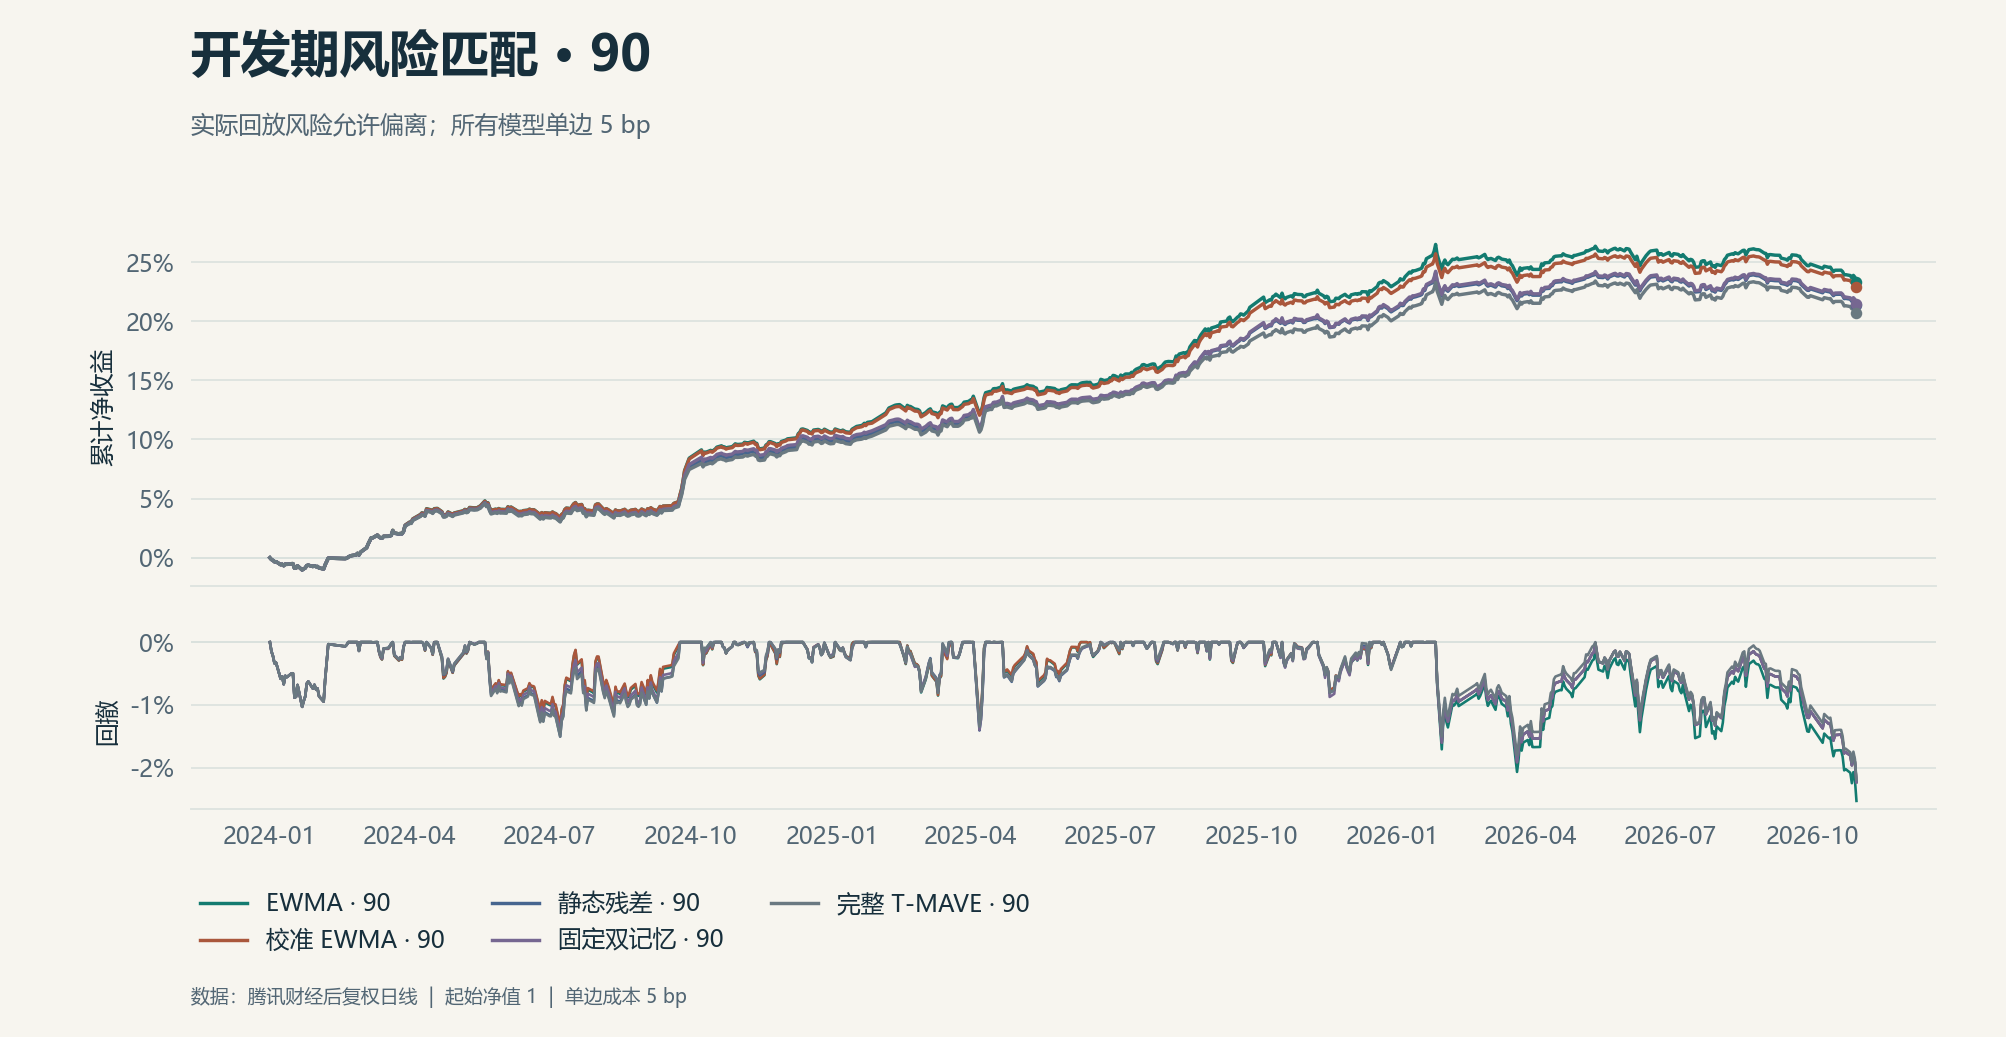 开发期风险匹配 • 90
实际回放风险允许偏离；所有模型单边 5 bp
累计净收益
25%
20%
15%
10%
5%
0%
回撤
0%
-1%
-2%
2024-01 2024-04 2024-07 2024-10 2025-01 2025-04 2025-07 2025-10 2026-01 2026-04 2026-07 2026-10
EWMA · 90 静态残差 · 90 完整 T-MAVE · 90
校准 EWMA · 90 固定双记忆 · 90
数据：腾讯财经后复权日线 | 起始净值 1 | 单边成本 5 bp